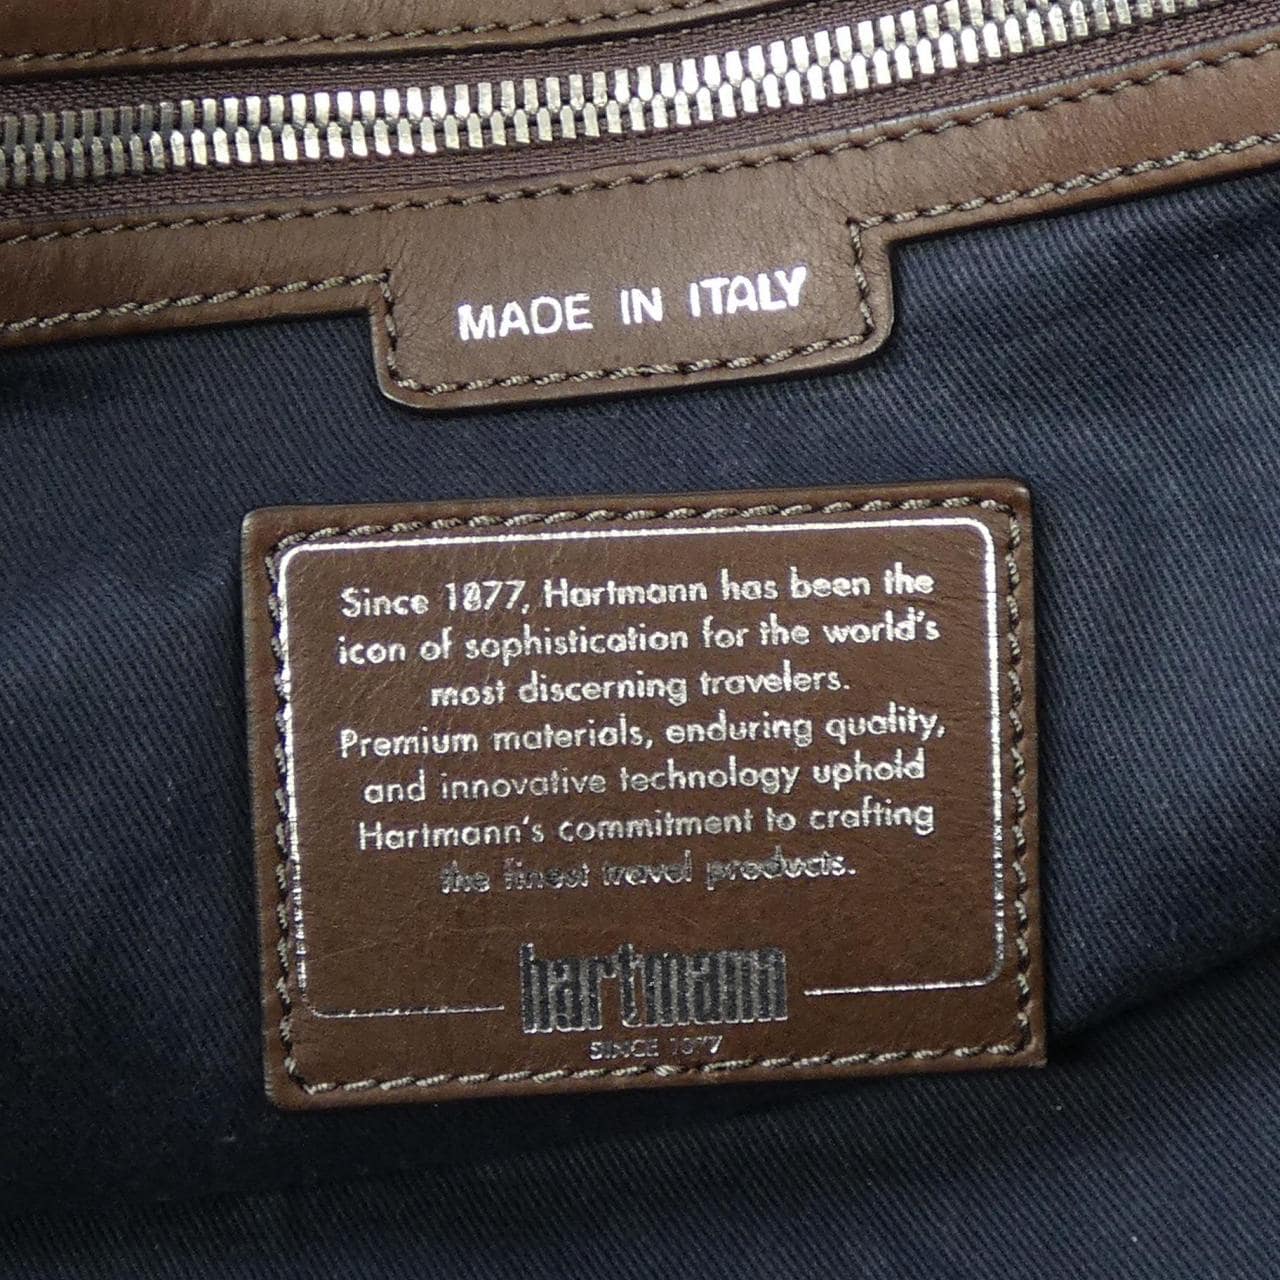 MADE IN ITALY
Since 1877, Hartmann has been the
icon of sophistication for the world's
most discerning travelers.
Premium materials, enduring quality,
and innovative technology uphold
Hartmann's commitment to crafting
the finest travel products.
hartmann
SINCE 1877